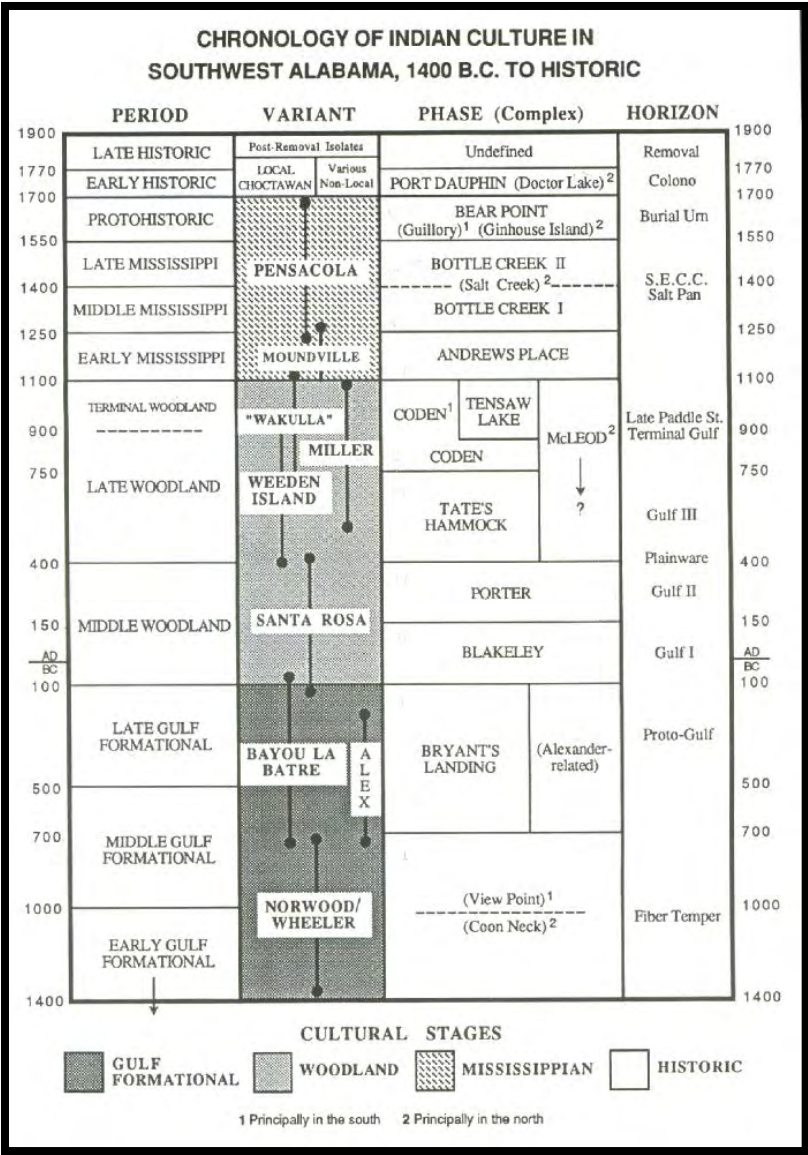 CHRONOLOGY OF INDIAN CULTURE IN
SOUTHWEST ALABAMA, 1400 B.C. TO HISTORIC
PERIOD VARIANT PHASE (Complex) HORIZON
1900
1770
1700
1550
1400
1250
1100
900
750
400
150
AD
BC
100
500
700
1000
1400
LATE HISTORIC
EARLY HISTORIC
PROTOHISTORIC
LATE MISSISSIPPI
MIDDLE MISSISSIPPI
EARLY MISSISSIPPI
TERMINAL WOODLAND
LATE WOODLAND
MIDDLE WOODLAND
LATE GULF
FORMATIONAL
MIDDLE GULF
FORMATIONAL
EARLY GULF
FORMATIONAL
Post-Removal Isolates
LOCAL
CHOCTAWAN
Various
Non-Local
PENSACOLA
MOUNDVILLE
"WAKULLA"
MILLER
WEEDEN
ISLAND
SANTA ROSA
BAYOU LA
BATRE
A
L
E
X
NORWOOD/
WHEELER
Undefined
PORT DAUPHIN (Doctor Lake) 2
BEAR POINT
(Guillory) 1 (Ginhouse Island) 2
BOTTLE CREEK II
(Salt Creek) 2
BOTTLE CREEK I
ANDREWS PLACE
CODEN 1
TENSAW
LAKE
McLEOD 2
?
CODEN
TATE'S
HAMMOCK
PORTER
BLAKELEY
BRYANT'S
LANDING
(Alexander-
related)
(View Point) 1
(Coon Neck) 2
Removal
Colono
Burial Urn
S.E.C.C.
Salt Pan
Late Paddle St.
Terminal Gulf
Gulf III
Plainware
Gulf II
Gulf I
Proto-Gulf
Fiber Temper
1900
1770
1700
1550
1400
1250
1100
900
750
400
150
AD
BC
100
500
700
1000
1400
CULTURAL STAGES
GULF
FORMATIONAL
WOODLAND
MISSISSIPPIAN
HISTORIC
1 Principally in the south 2 Principally in the north